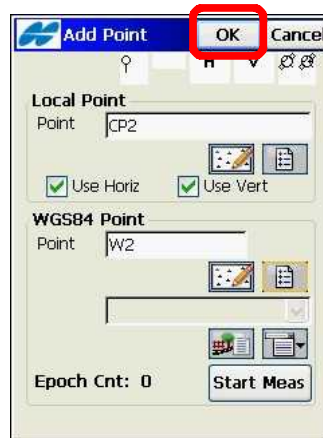 Add Point OK Cancel
H V
Local Point
Point CP2
Use Horiz Use Vert
WGS84 Point
Point W2
Epoch Cnt: 0 Start Meas